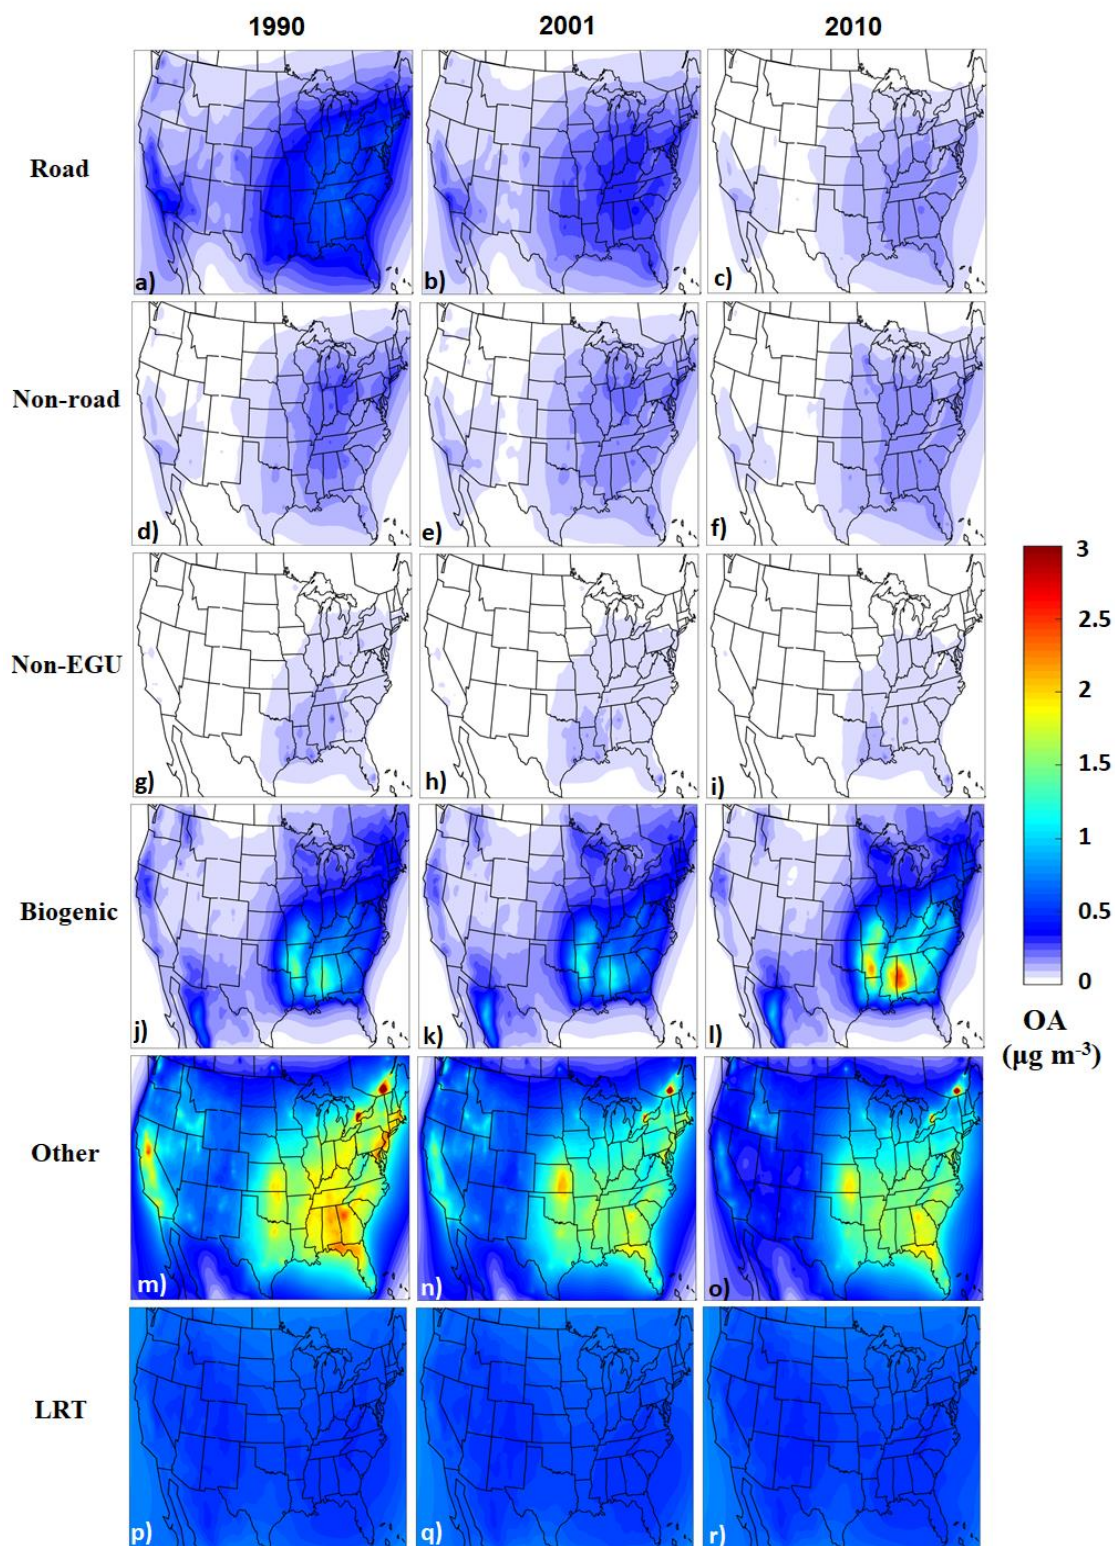 1990 2001 2010
Road
a) b) c)
Non-road
d) e) f)
Non-EGU
g) h) i)
Biogenic
j) k) l)
Other
m) n) o)
LRT
p) q) r)
3
2.5
2
1.5
1
0.5
0
OA
(µg m⁻³)